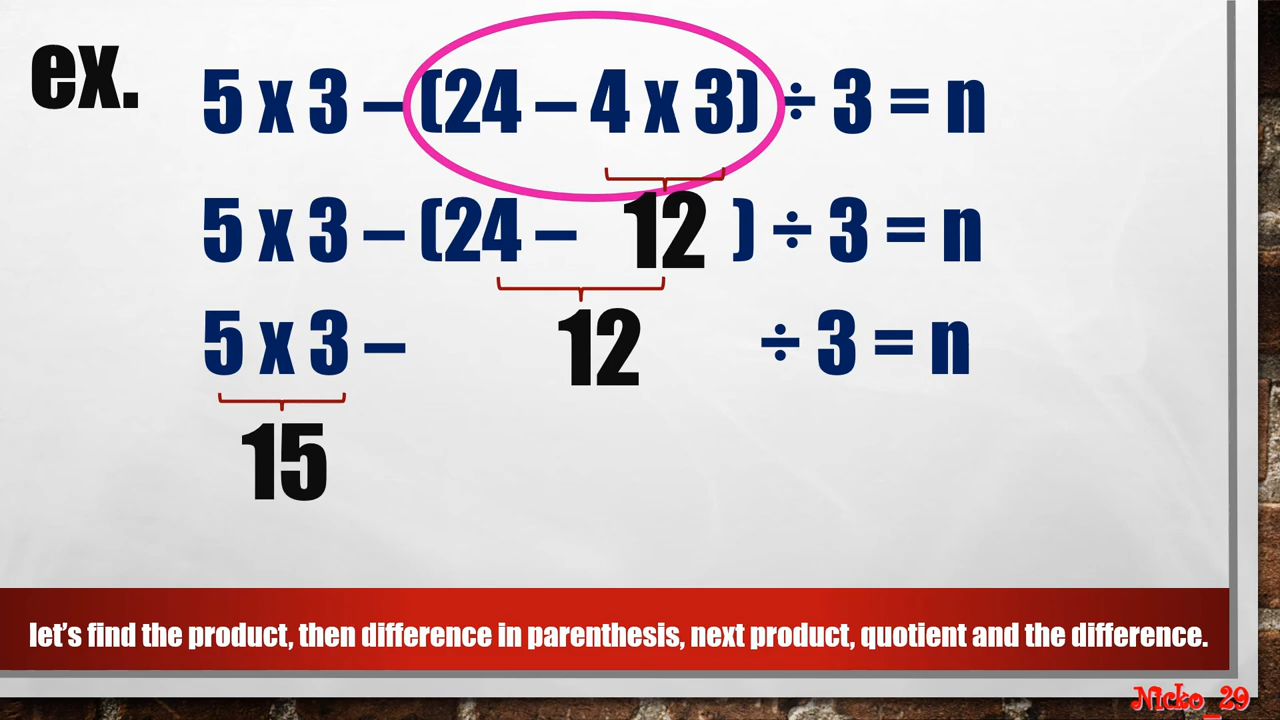 ex. 5 x 3 – (24 – 4 x 3) ÷ 3 = n
5 x 3 – (24 – 12 ) ÷ 3 = n
5 x 3 – 12 ÷ 3 = n
15
let's find the product, then difference in parenthesis, next product, quotient and the difference.
Nicko_29